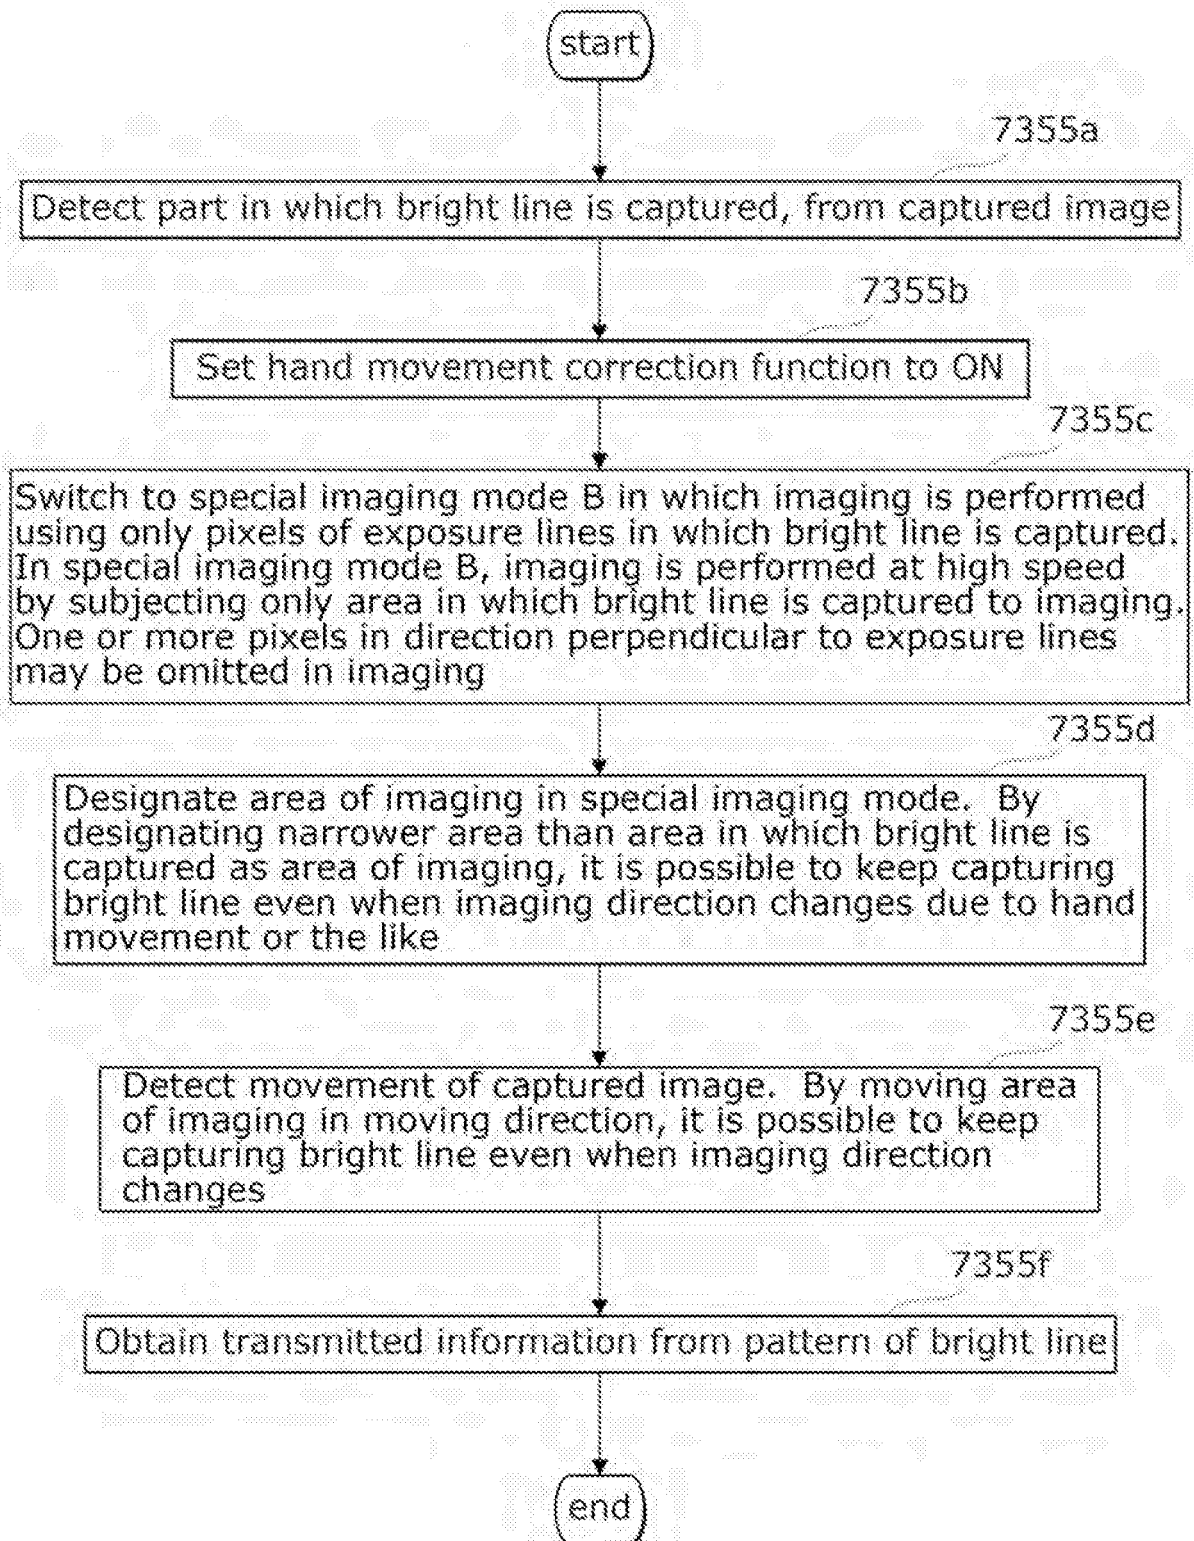 start
7355a
Detect part in which bright line is captured, from captured image
7355b
Set hand movement correction function to ON
7355c
Switch to special imaging mode B in which imaging is performed
using only pixels of exposure lines in which bright line is captured.
In special imaging mode B, imaging is performed at high speed
by subjecting only area in which bright line is captured to imaging.
One or more pixels in direction perpendicular to exposure lines
may be omitted in imaging
7355d
Designate area of imaging in special imaging mode. By
designating narrower area than area in which bright line is
captured as area of imaging, it is possible to keep capturing
bright line even when imaging direction changes due to hand
movement or the like
7355e
Detect movement of captured image. By moving area
of imaging in moving direction, it is possible to keep
capturing bright line even when imaging direction
changes
7355f
Obtain transmitted information from pattern of bright line
end